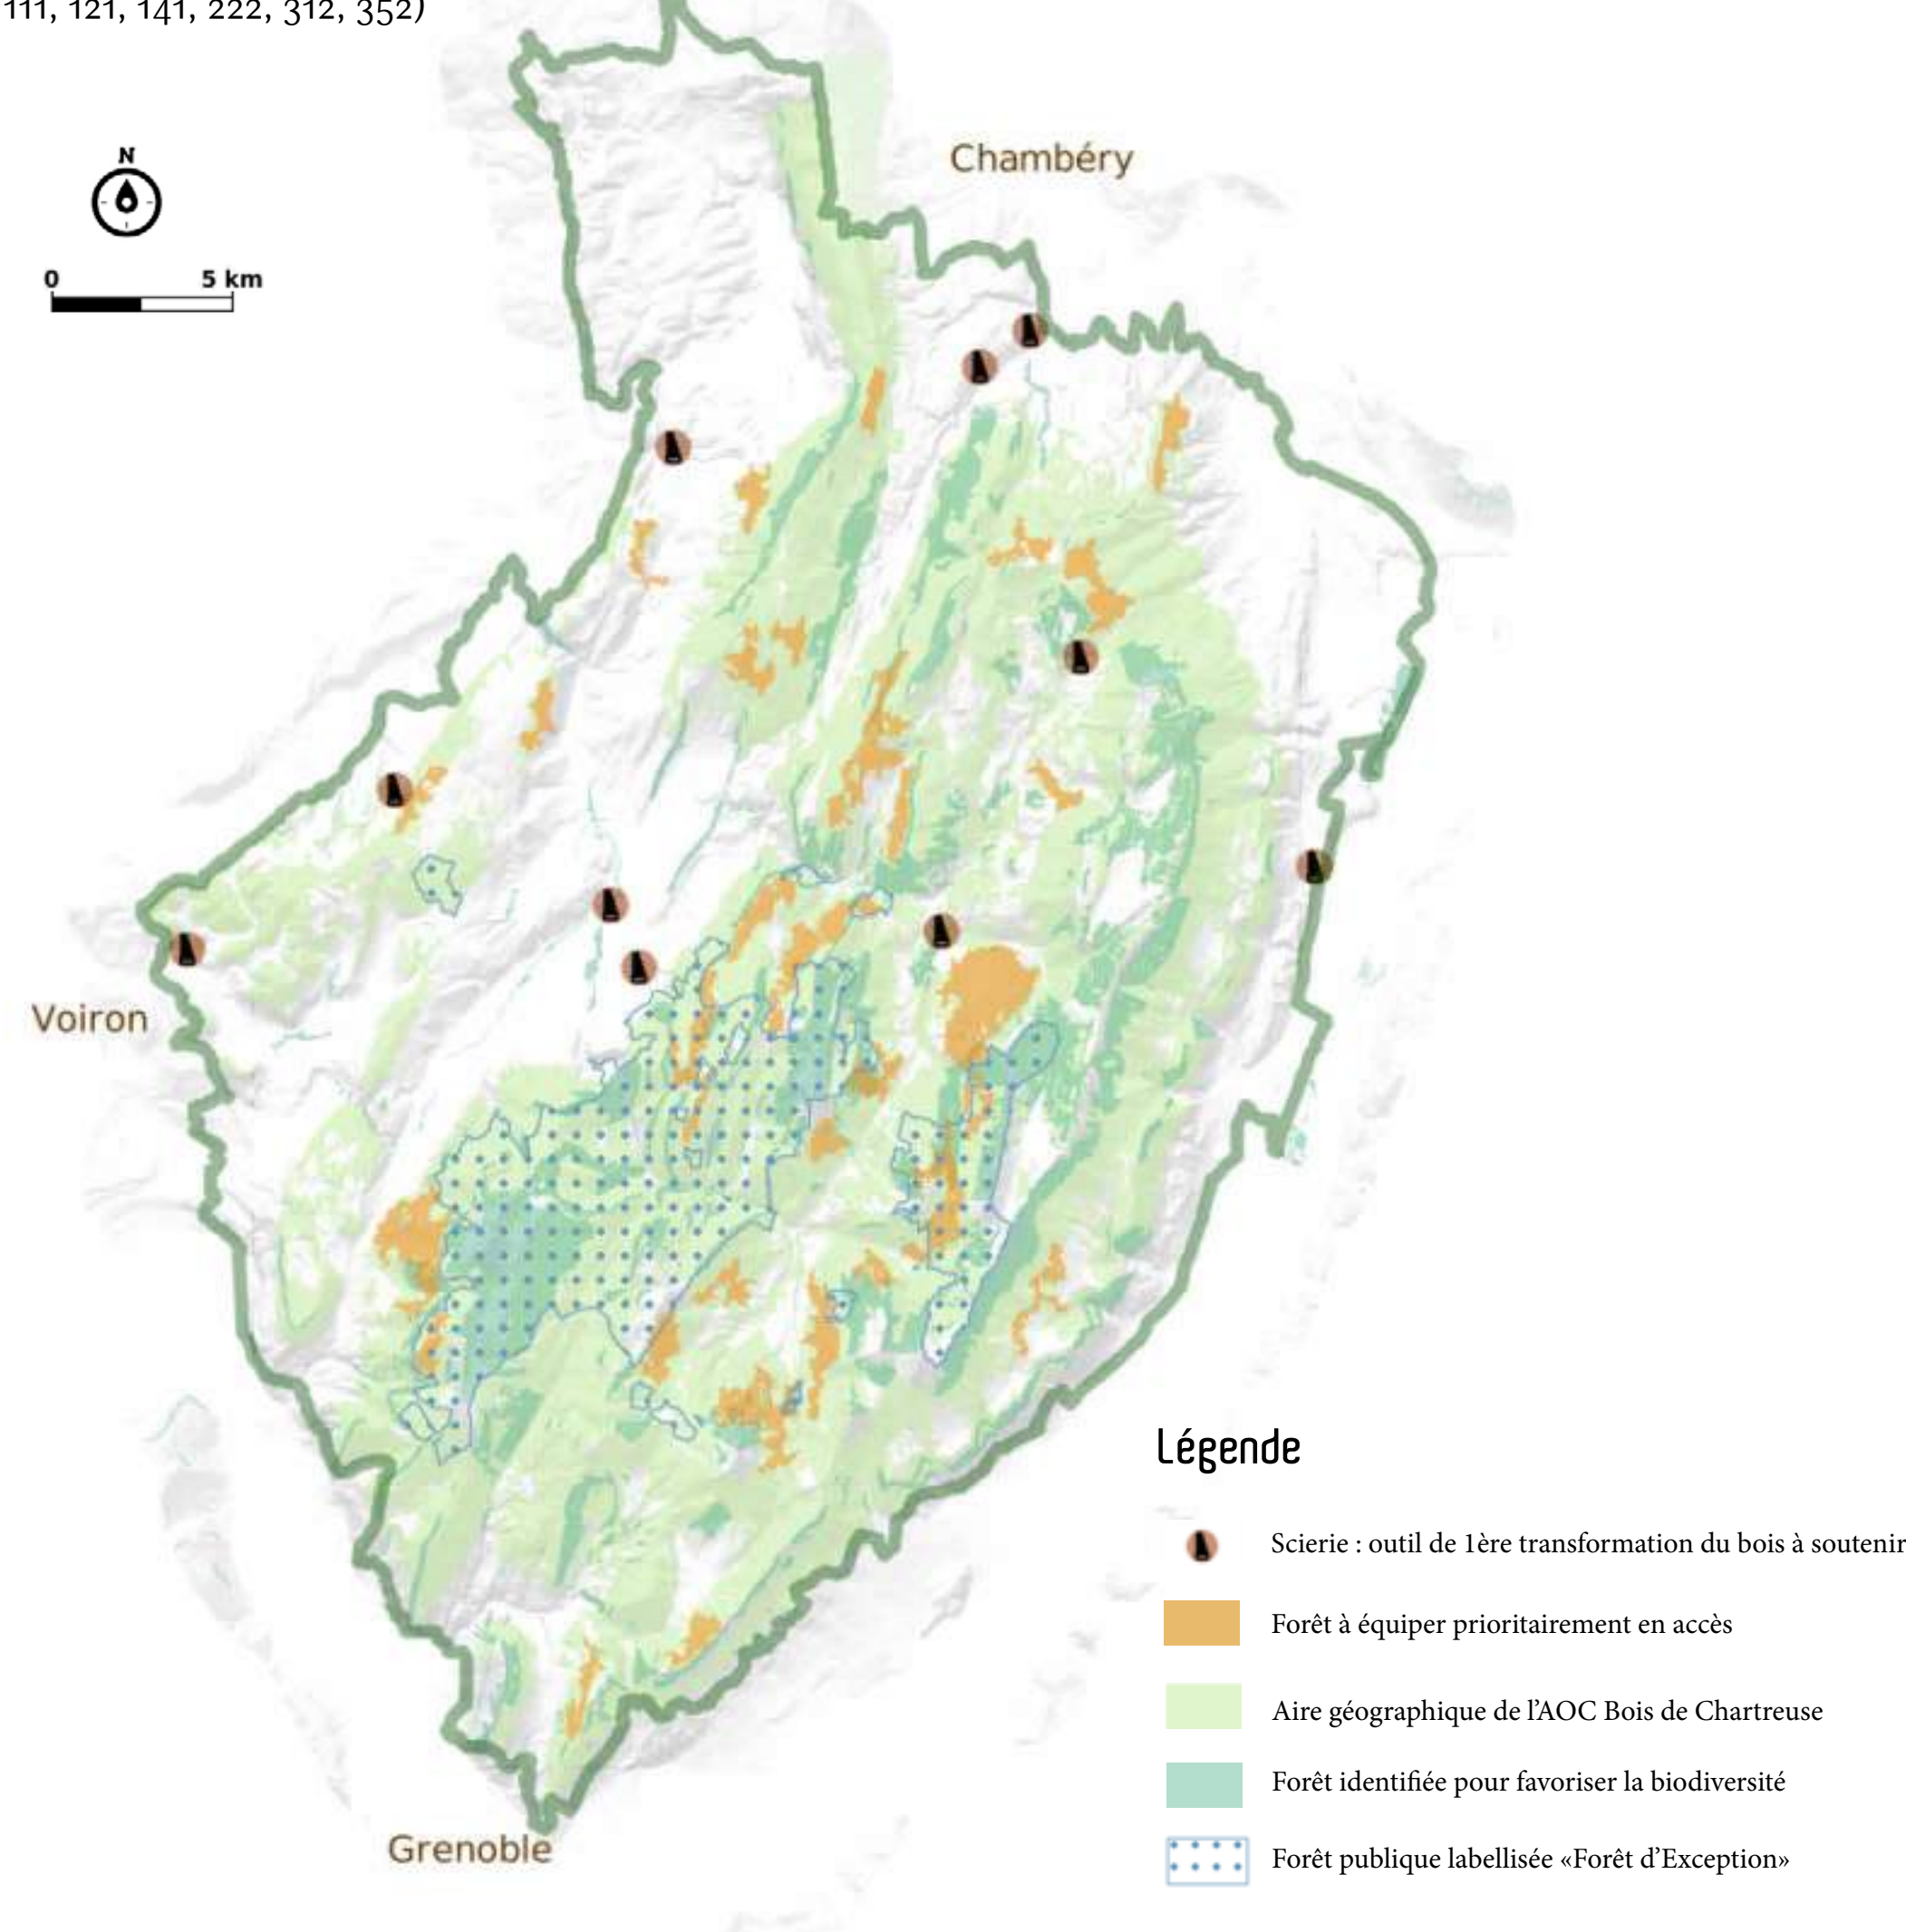 111, 121, 141, 222, 312, 352)
Chambéry
N
0 5 km
Voiron
Grenoble
Légende
Scierie : outil de 1ère transformation du bois à soutenir
Forêt à équiper prioritairement en accès
Aire géographique de l’AOC Bois de Chartreuse
Forêt identifiée pour favoriser la biodiversité
Forêt publique labellisée «Forêt d’Exception»